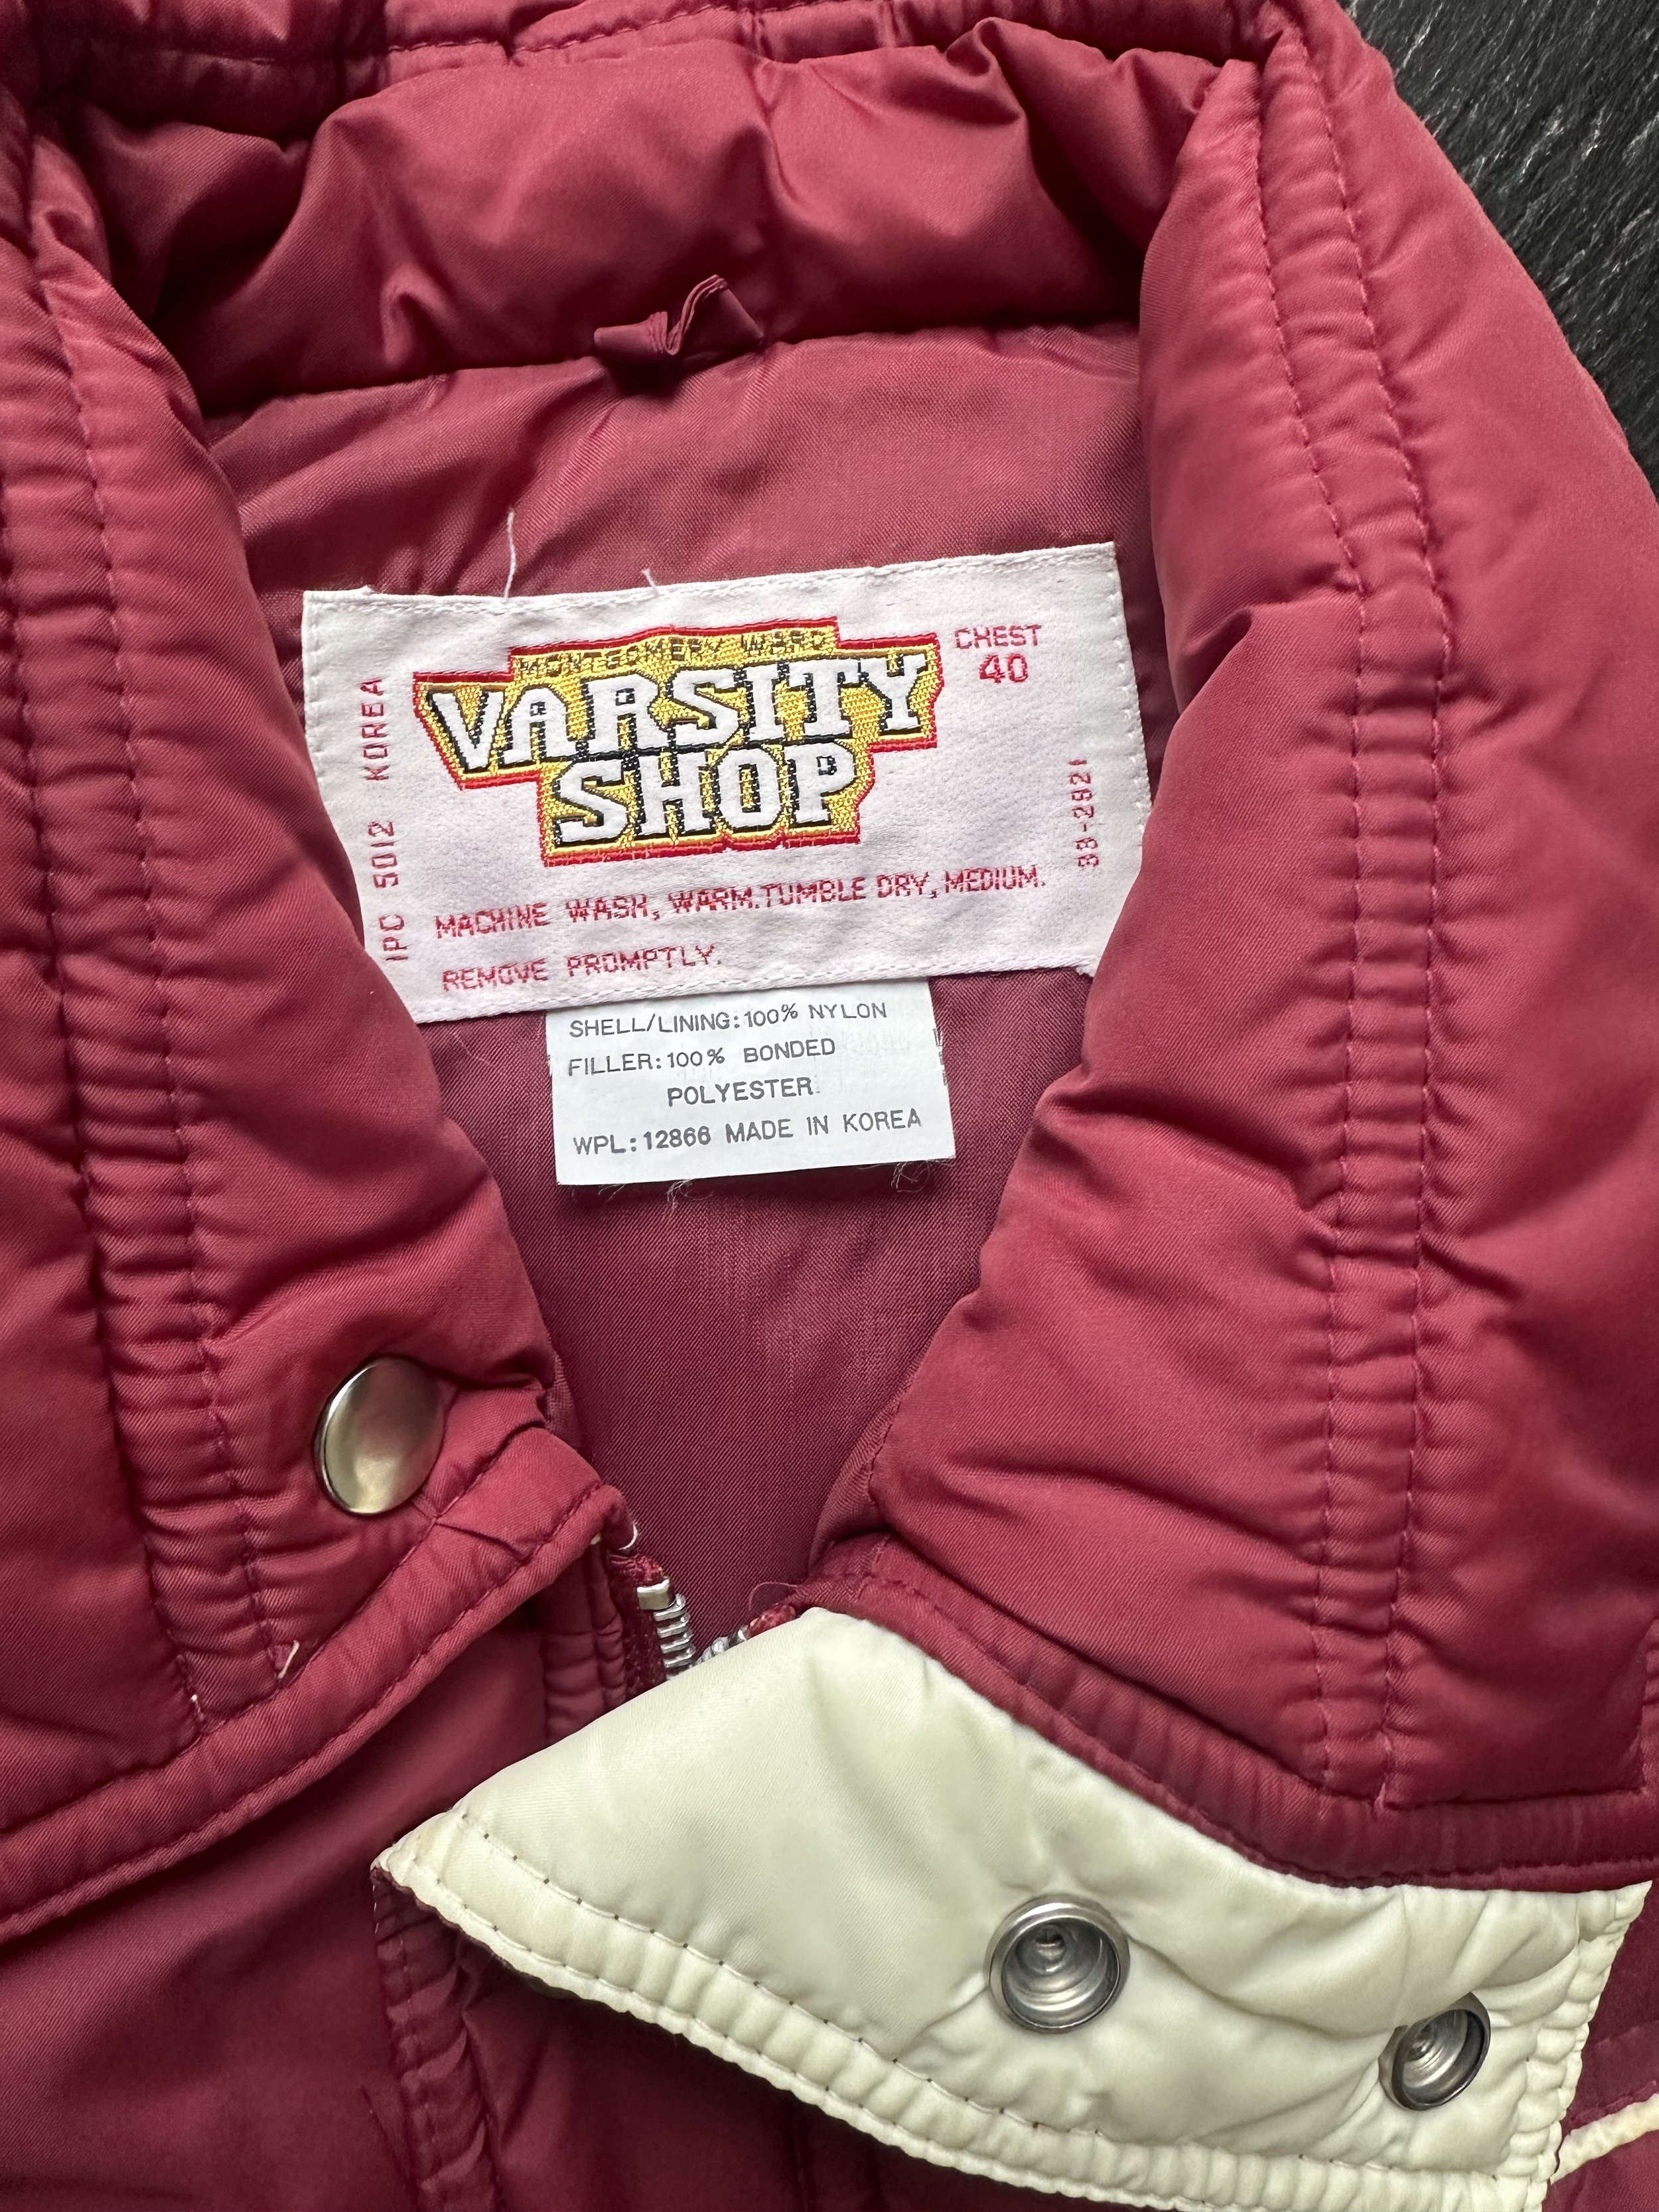 MONTGOMERY WARD
VARSITY
SHOP
CHEST
40
IPC 5012 KOREA
33-2921
MACHINE WASH, WARM.TUMBLE DRY, MEDIUM.
REMOVE PROMPTLY.
SHELL/LINING:100% NYLON
FILLER:100% BONDED
POLYESTER
WPL:12866 MADE IN KOREA